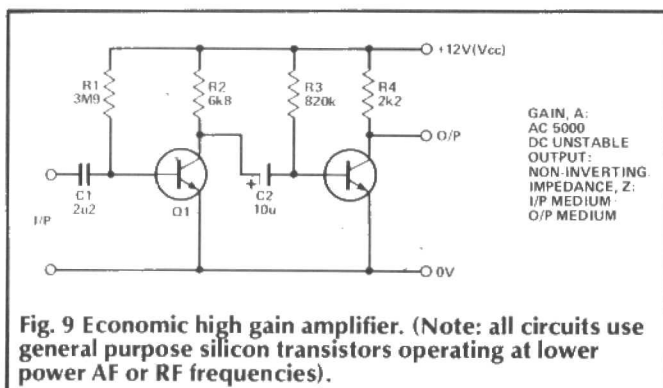 +12V(Vcc)
R1
3M9
R2
6k8
R3
820k
R4
2k2
O/P
GAIN, A:
AC 5000
DC UNSTABLE
OUTPUT:
NON-INVERTING
IMPEDANCE, Z:
I/P MEDIUM
O/P MEDIUM
C1
2u2
Q1
+
C2
10u
I/P
0V
Fig. 9 Economic high gain amplifier. (Note: all circuits use
general purpose silicon transistors operating at lower
power AF or RF frequencies).